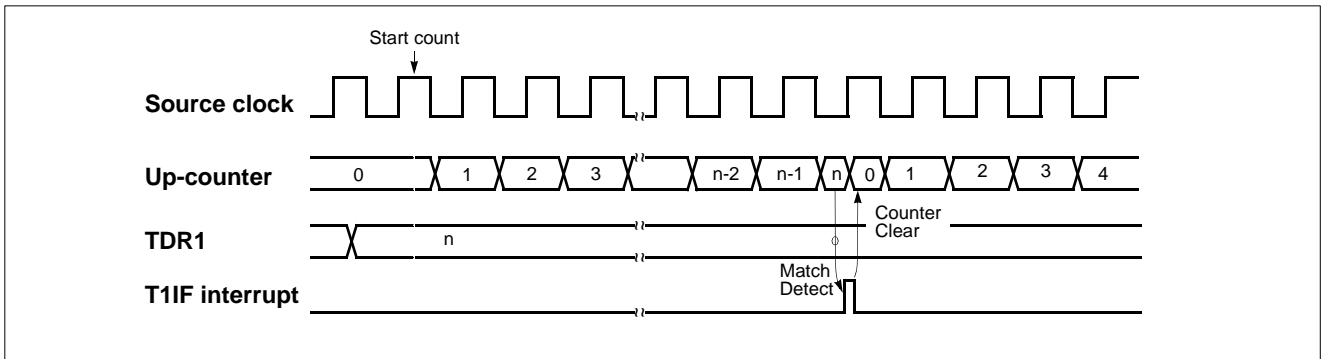 Start count
Source clock
Up-counter 0 1 2 3 n-2 n-1 n 0 1 2 3 4
Counter
Clear
TDR1 n
Match
Detect
T1IF interrupt